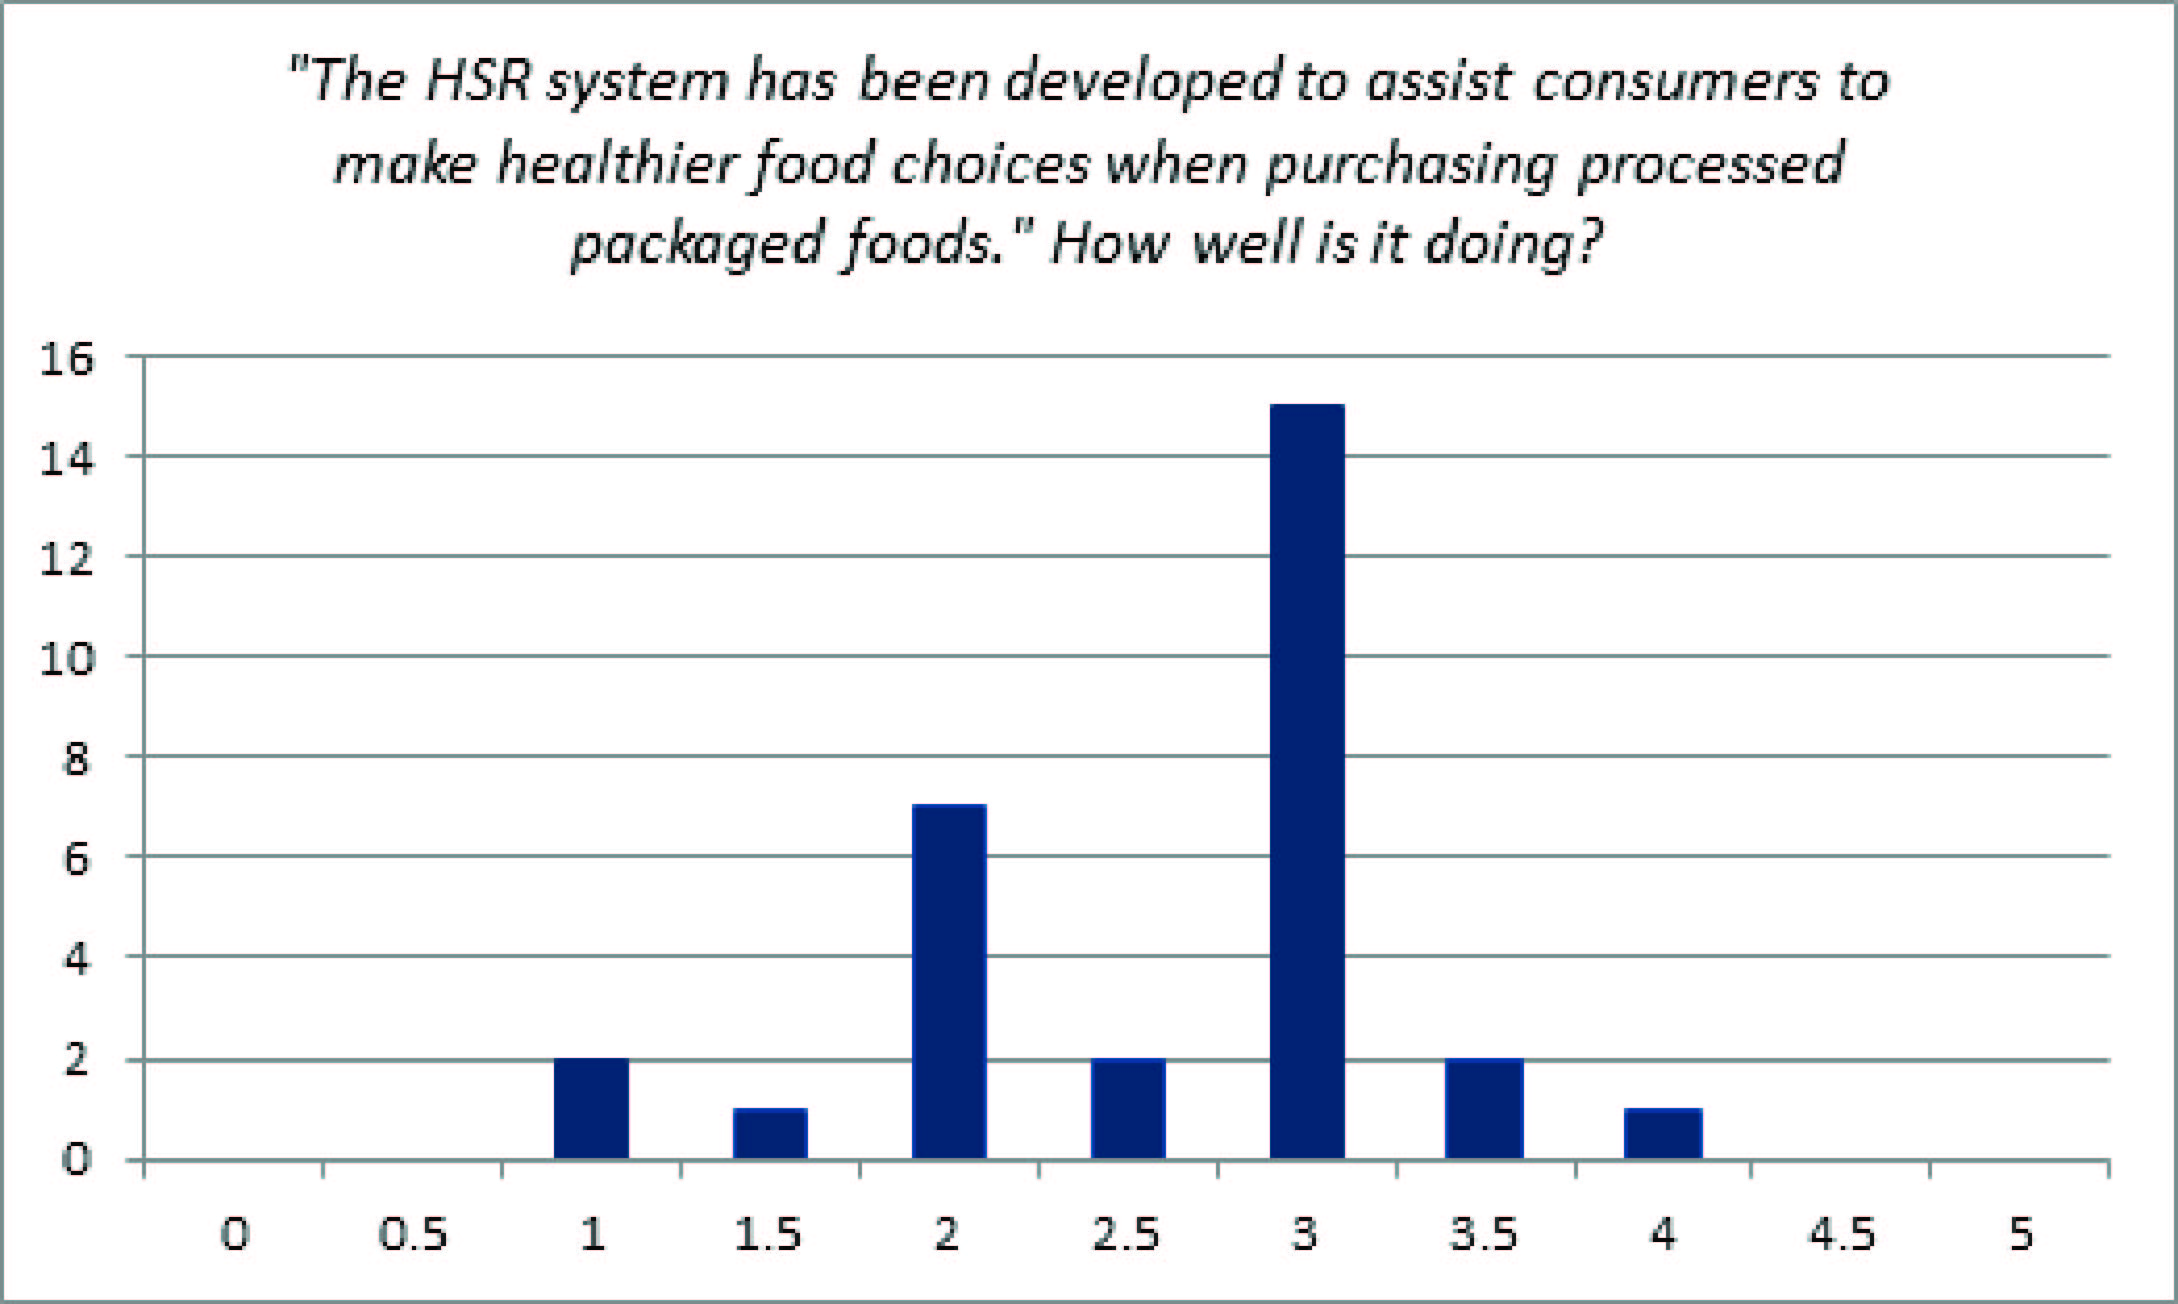 "The HSR system has been developed to assist consumers to
make healthier food choices when purchasing processed
packaged foods." How well is it doing?
16
14
12
10
8
6
4
2
0
0 0.5 1 1.5 2 2.5 3 3.5 4 4.5 5